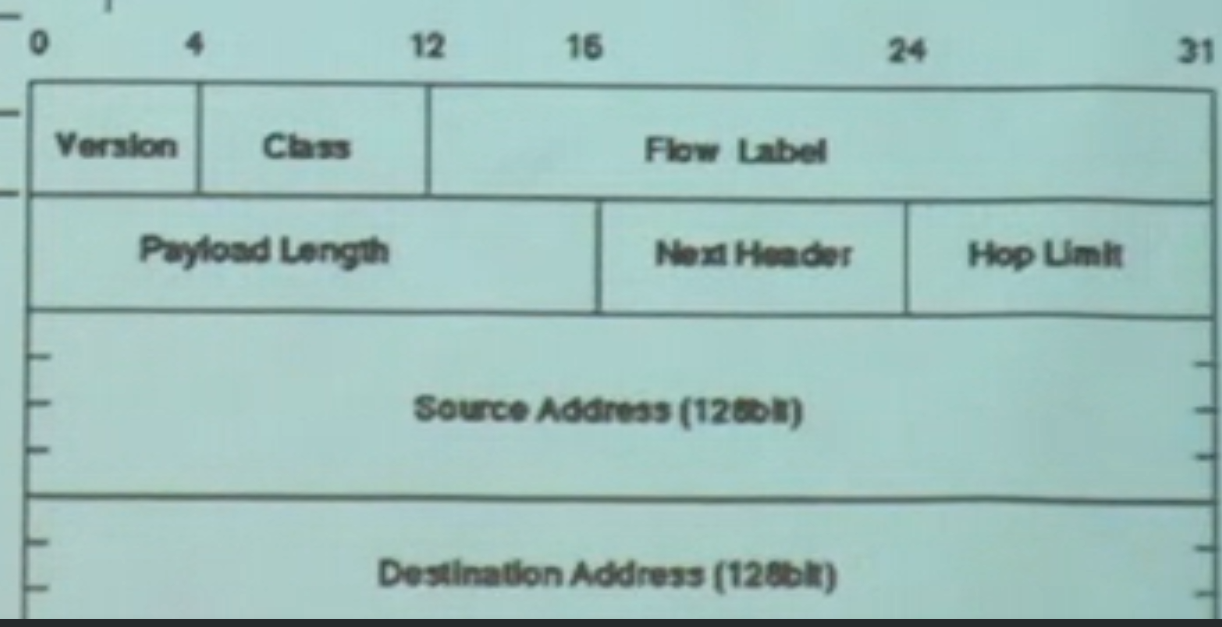 0 4 12 16 24 31
Version Class Flow Label
Payload Length Next Header Hop Limit
Source Address (128bit)
Destination Address (128bit)